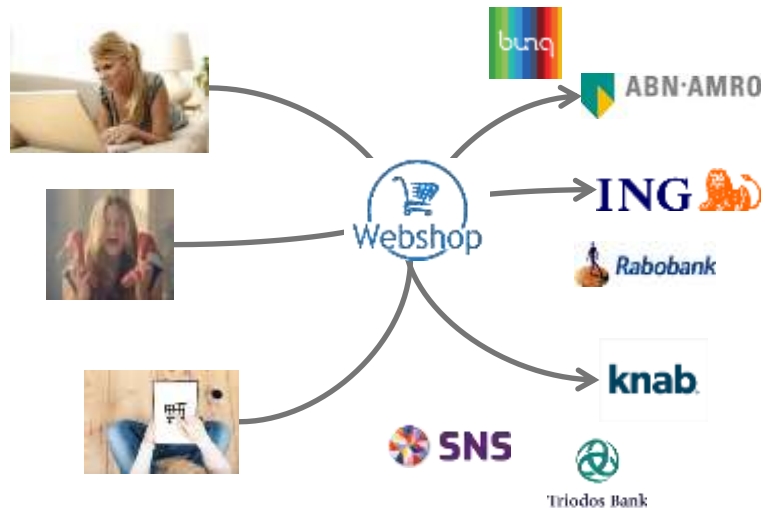 bunq
ABN·AMRO
ING
Webshop
Rabobank
knab.
SNS
Triodos Bank